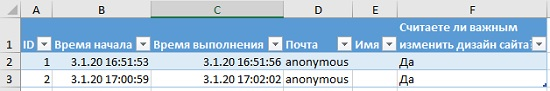 A B C D E F
1 ID Время начала Время выполнения Почта Имя Считаете ли важным
изменить дизайн сайта?
2 1 3.1.20 16:51:53 3.1.20 16:51:56 anonymous Да
3 2 3.1.20 17:00:59 3.1.20 17:02:02 anonymous Да